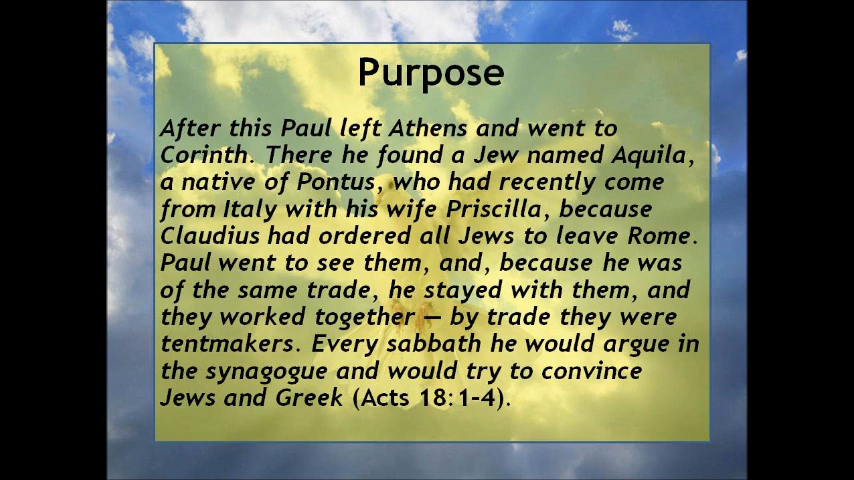 Purpose
After this Paul left Athens and went to
Corinth. There he found a Jew named Aquila,
a native of Pontus, who had recently come
from Italy with his wife Priscilla, because
Claudius had ordered all Jews to leave Rome.
Paul went to see them, and, because he was
of the same trade, he stayed with them, and
they worked together — by trade they were
tentmakers. Every sabbath he would argue in
the synagogue and would try to convince
Jews and Greek (Acts 18:1-4).